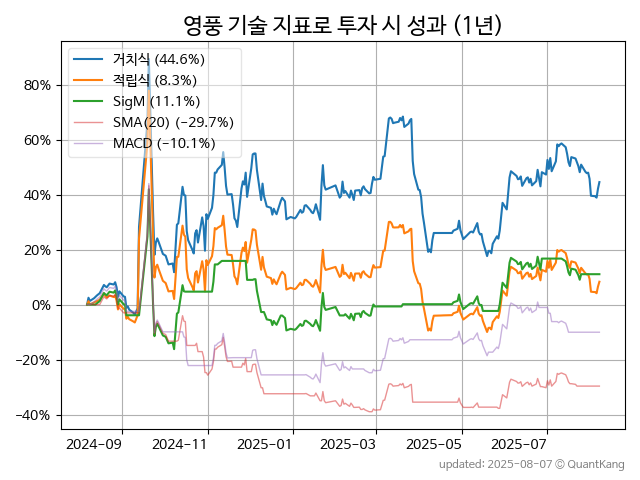 영풍 기술 지표로 투자 시 성과 (1년)
거치식 (44.6%)
적립식 (8.3%)
SigM (11.1%)
SMA(20) (−29.7%)
MACD (−10.1%)
80%
60%
40%
20%
0%
−20%
−40%
2024-09
2024-11
2025-01
2025-03
2025-05
2025-07
updated: 2025-08-07 © QuantKang